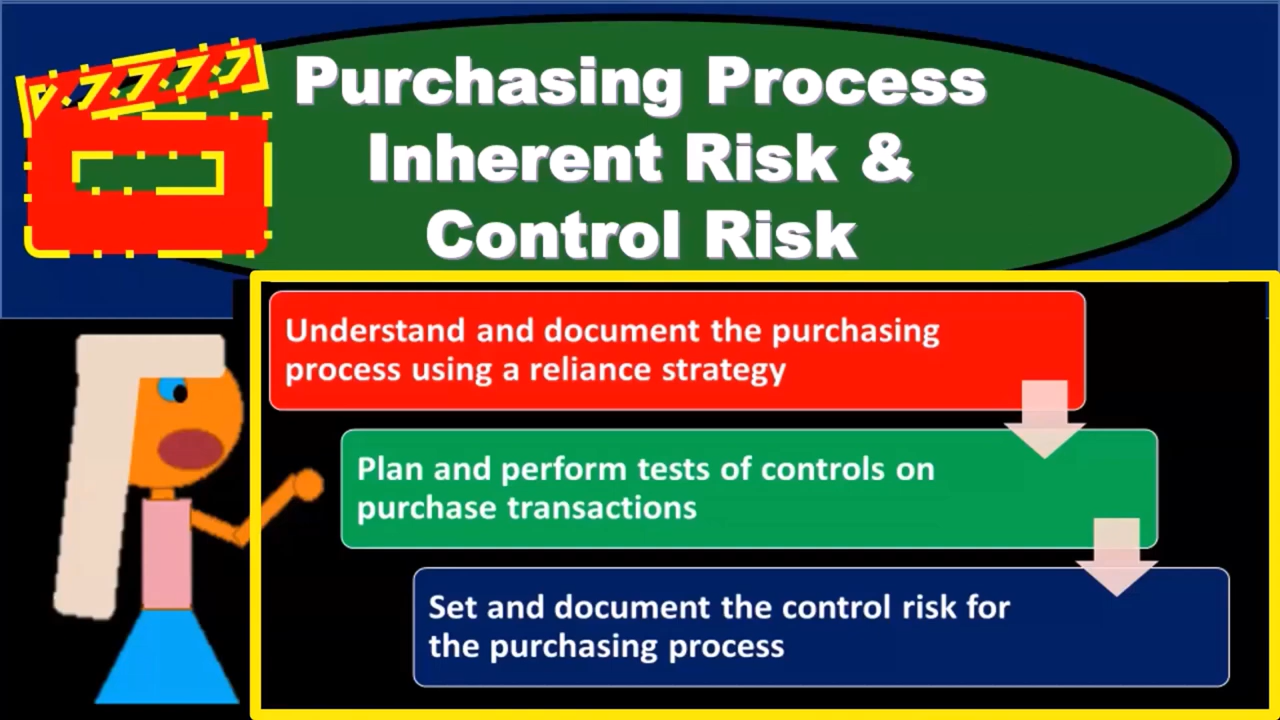 Purchasing Process
Inherent Risk &
Control Risk
Understand and document the purchasing
process using a reliance strategy
Plan and perform tests of controls on
purchase transactions
Set and document the control risk for
the purchasing process